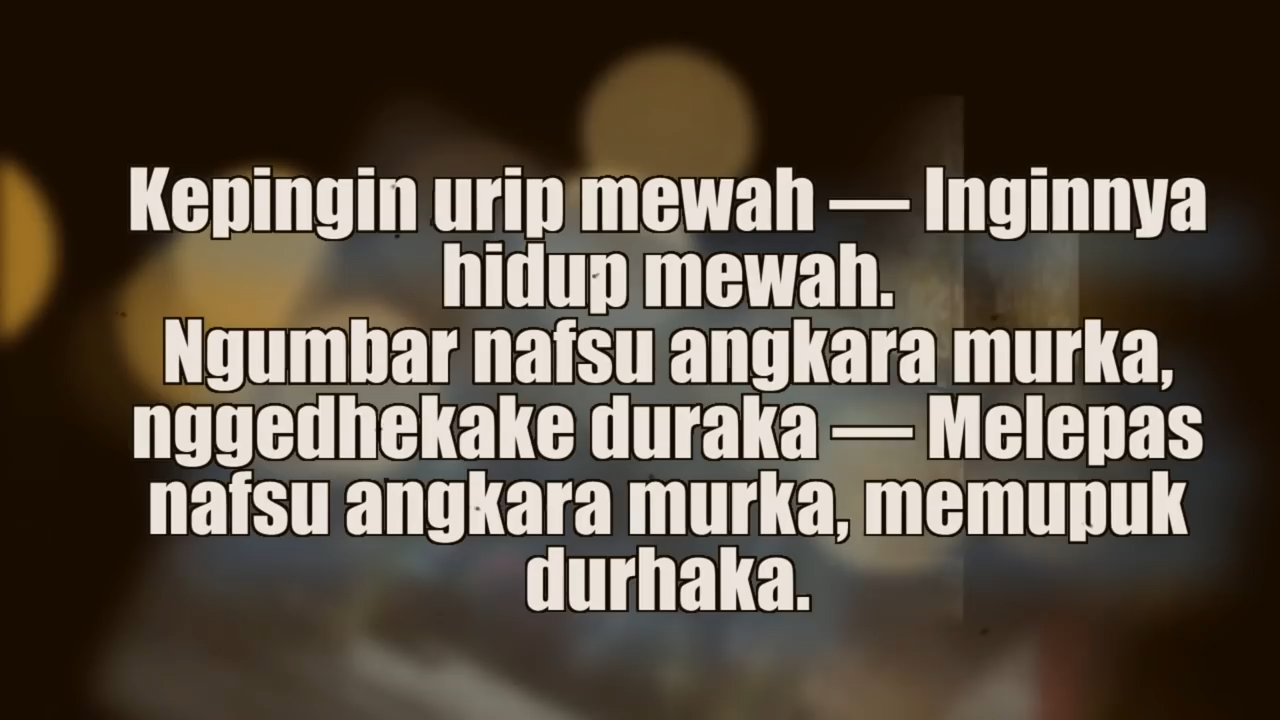 Kepingin urip mewah — Inginnya
hidup mewah.
Ngumbar nafsu angkara murka,
nggedhekake duraka — Melepas
nafsu angkara murka, memupuk
durhaka.